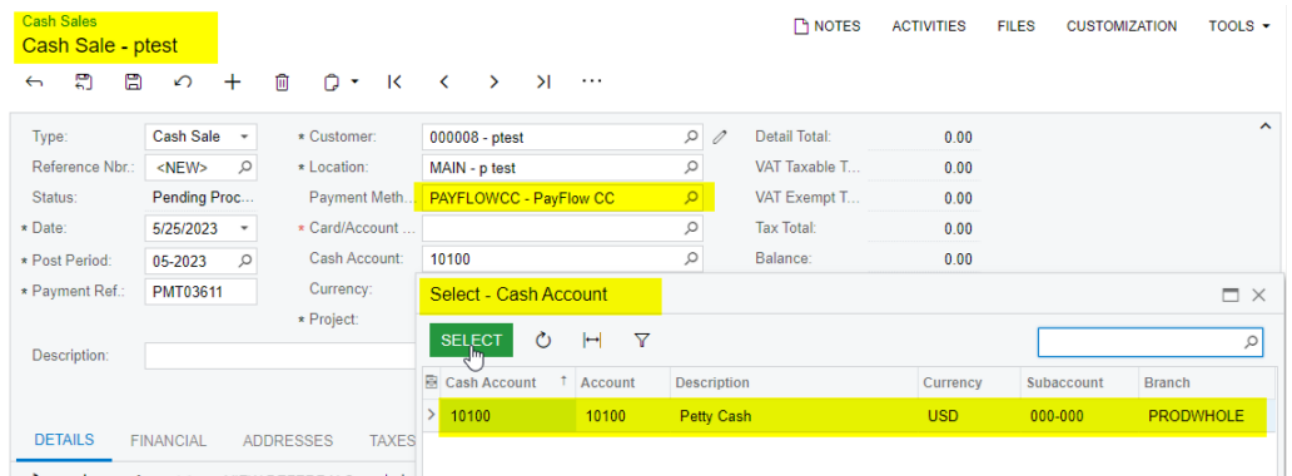 Cash Sales
Cash Sale - ptest
NOTES ACTIVITIES FILES CUSTOMIZATION TOOLS
Type: Cash Sale * Customer: 000008 - ptest Detail Total: 0.00
Reference Nbr.: <NEW> * Location: MAIN - p test VAT Taxable T... 0.00
Status: Pending Proc... Payment Meth... PAYFLOWCC - PayFlow CC VAT Exempt T... 0.00
* Date: 5/25/2023 * Card/Account ... Tax Total: 0.00
* Post Period: 05-2023 Cash Account: 10100 Balance: 0.00
* Payment Ref.: PMT03611 Currency: Select - Cash Account
* Project:
SELECT
Description:
Cash Account ↑ Account Description Currency Subaccount Branch
10100 10100 Petty Cash USD 000-000 PRODWHOLE
DETAILS FINANCIAL ADDRESSES TAXES